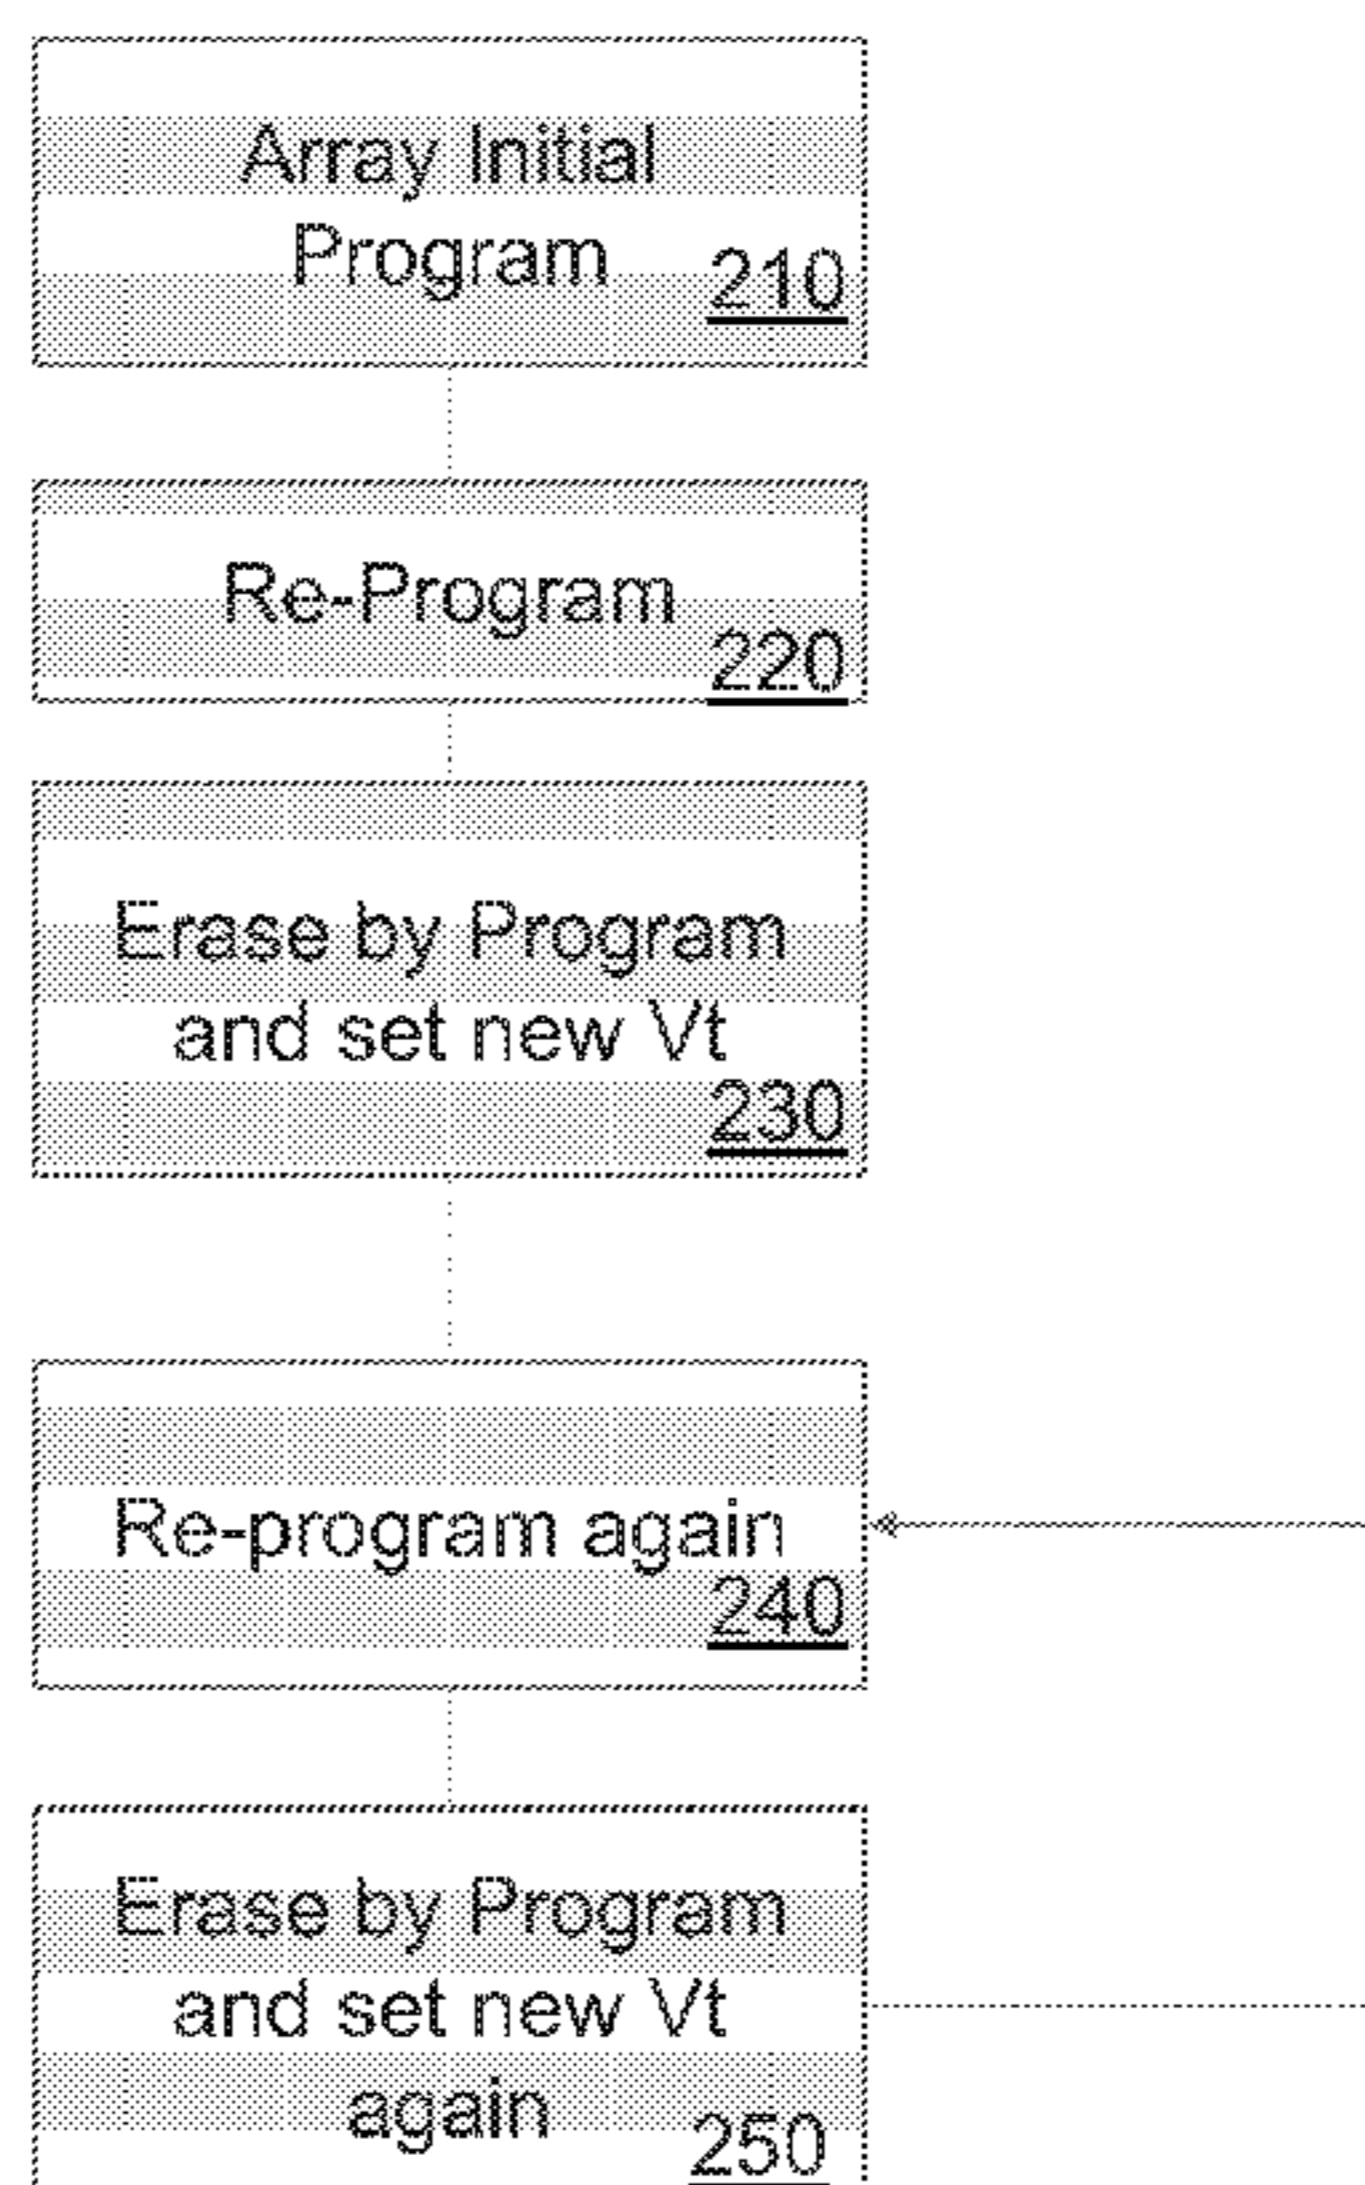 Array Initial
Program
210
Re-Program
220
Erase by Program
and set new Vt
230
Re-program again
240
Erase by Program
and set new Vt
again
250